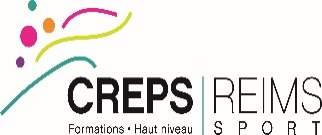 CREPS REIMS
Formations • Haut niveau SPORT